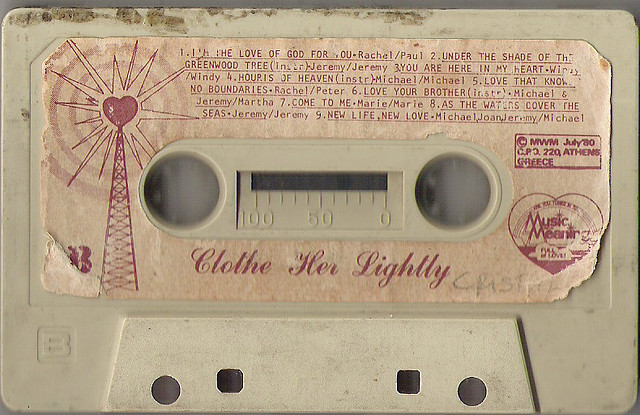 1.I'M THE LOVE OF GOD FOR YOU•Rachel/Paul 2.UNDER THE SHADE OF THE
GREENWOOD TREE(instr)Jeremy/Jeremy 3.YOU ARE HERE IN MY HEART•Windy
/Windy 4.HOURIS OF HEAVEN(instr)Michael/Michael 5.LOVE THAT KNOWS
NO BOUNDARIES•Rachel/Peter 6.LOVE YOUR BROTHER(instr)•Michael &
Jeremy/Martha 7.COME TO ME•Marie/Marie 8.AS THE WATERS COVER THE
SEAS•Jeremy/Jeremy 9.NEW LIFE,NEW LOVE•Michael,Joan,Jeremy/Michael
© MWM July'80
G.P.O. 220, ATHENS
GREECE
100 50 0
Music
Meaning
B
Clothe Her Lightly
B